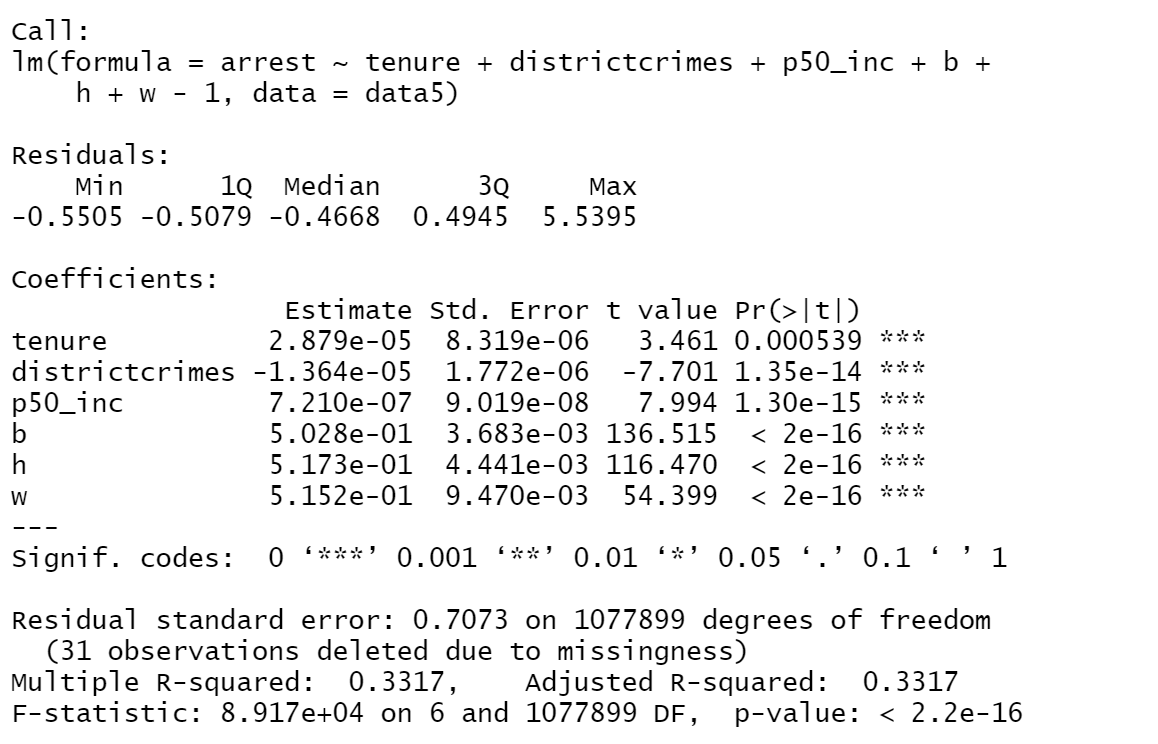 Call:
lm(formula = arrest ~ tenure + districtcrimes + p50_inc + b +
    h + w - 1, data = data5)

Residuals:
    Min      1Q  Median      3Q     Max
-0.5505 -0.5079 -0.4668  0.4945  5.5395

Coefficients:
                Estimate Std. Error t value Pr(>|t|)
tenure          2.879e-05  8.319e-06   3.461 0.000539 ***
districtcrimes -1.364e-05  1.772e-06  -7.701 1.35e-14 ***
p50_inc         7.210e-07  9.019e-08   7.994 1.30e-15 ***
b               5.028e-01  3.683e-03 136.515  < 2e-16 ***
h               5.173e-01  4.441e-03 116.470  < 2e-16 ***
w               5.152e-01  9.470e-03  54.399  < 2e-16 ***
---
Signif. codes:  0 ‘***’ 0.001 ‘**’ 0.01 ‘*’ 0.05 ‘.’ 0.1 ‘ ’ 1

Residual standard error: 0.7073 on 1077899 degrees of freedom
  (31 observations deleted due to missingness)
Multiple R-squared:  0.3317,    Adjusted R-squared:  0.3317
F-statistic: 8.917e+04 on 6 and 1077899 DF,  p-value: < 2.2e-16